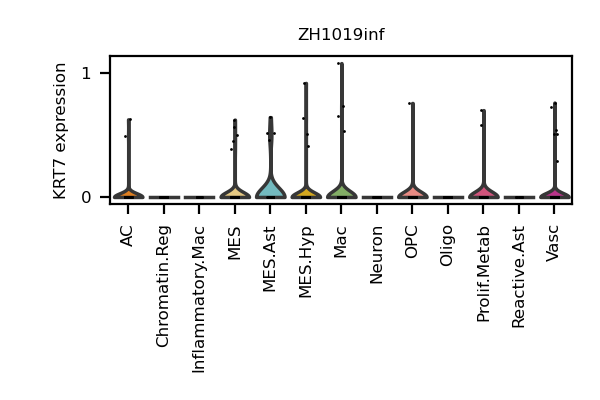 ZH1019inf
KRT7 expression
1
0
AC
Chromatin.Reg
Inflammatory.Mac
MES
MES.Ast
MES.Hyp
Mac
Neuron
OPC
Oligo
Prolif.Metab
Reactive.Ast
Vasc